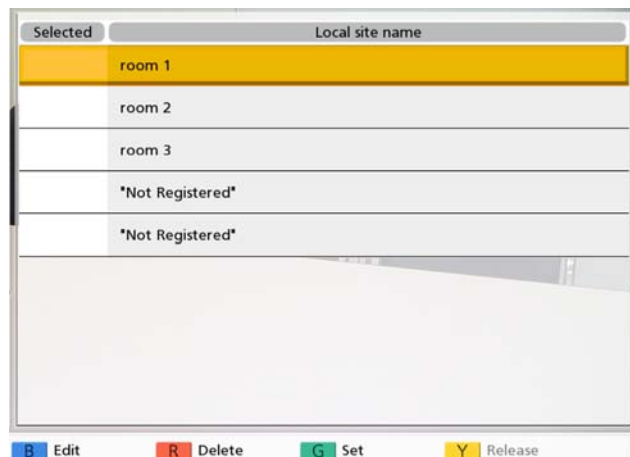 Selected Local site name
room 1
room 2
room 3
"Not Registered"
"Not Registered"
B Edit R Delete G Set Y Release